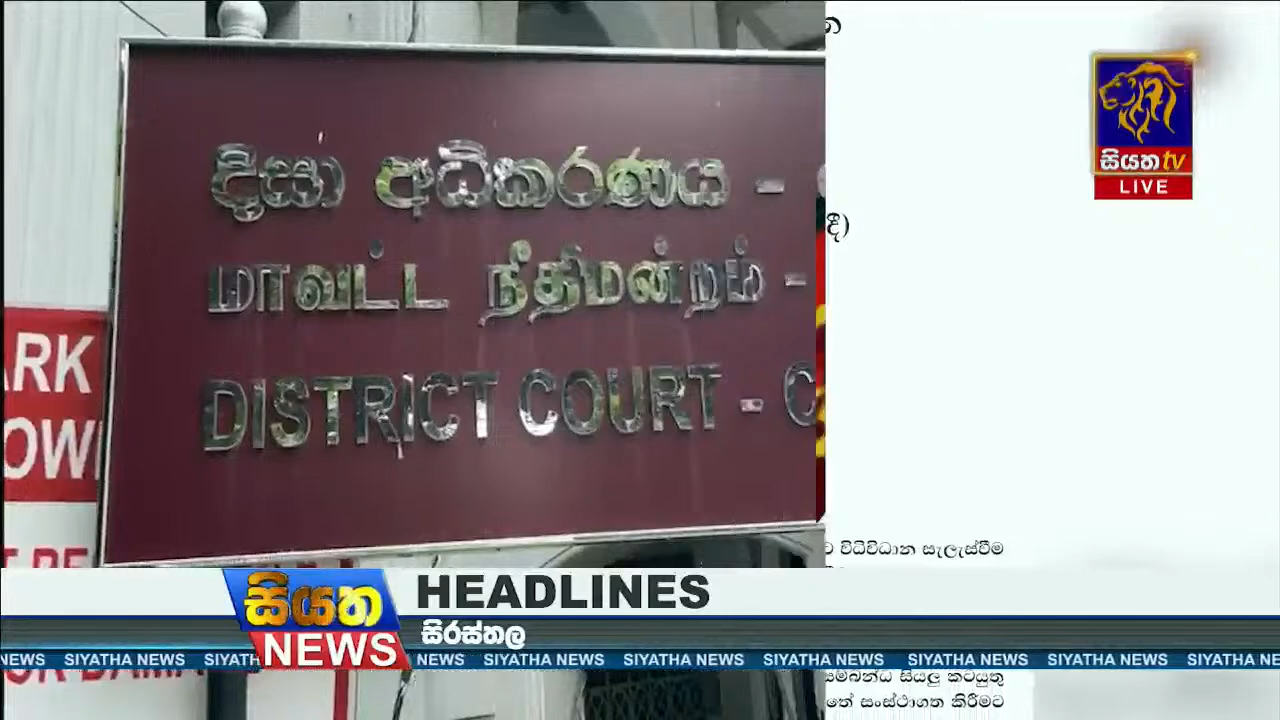 දිසා අධිකරණය -
மாவட்ட நீதிமன்றம் -
DISTRICT COURT - C
ARK
OWI
සියත tv
LIVE
දී)
ව විධිවිධාන සැලැස්වීම
සියත
NEWS
HEADLINES
සිරස්තල
NEWS SIYATHA NEWS SIYATH NEWS SIYATHA NEWS SIYATHA NEWS SIYATHA NEWS SIYATHA NEWS SIYATHA NEWS SIYATHA NE
සම්බන්ධ සියලු කටයුතු
තේ සංස්ථාගත කිරීමට